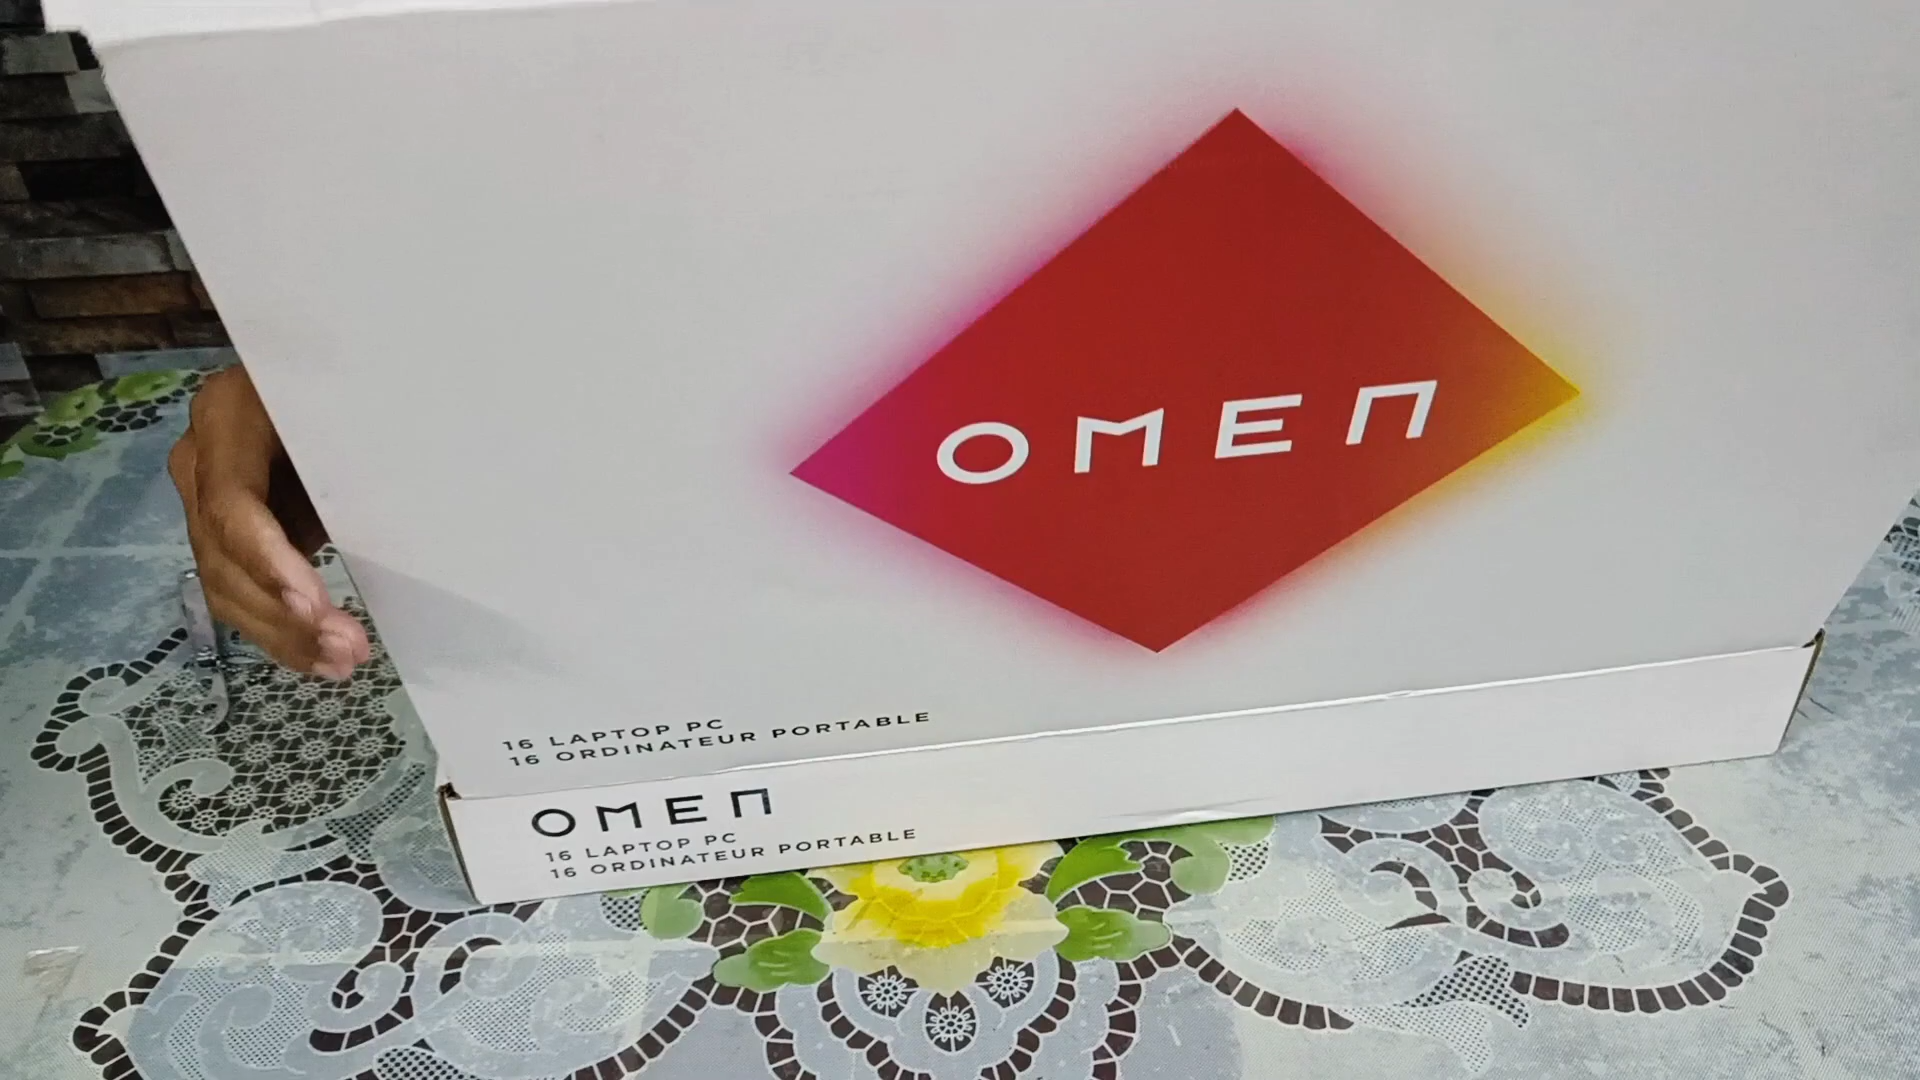 OMEN
16 LAPTOP PC
16 ORDINATEUR PORTABLE
OMEN
16 LAPTOP PC
16 ORDINATEUR PORTABLE